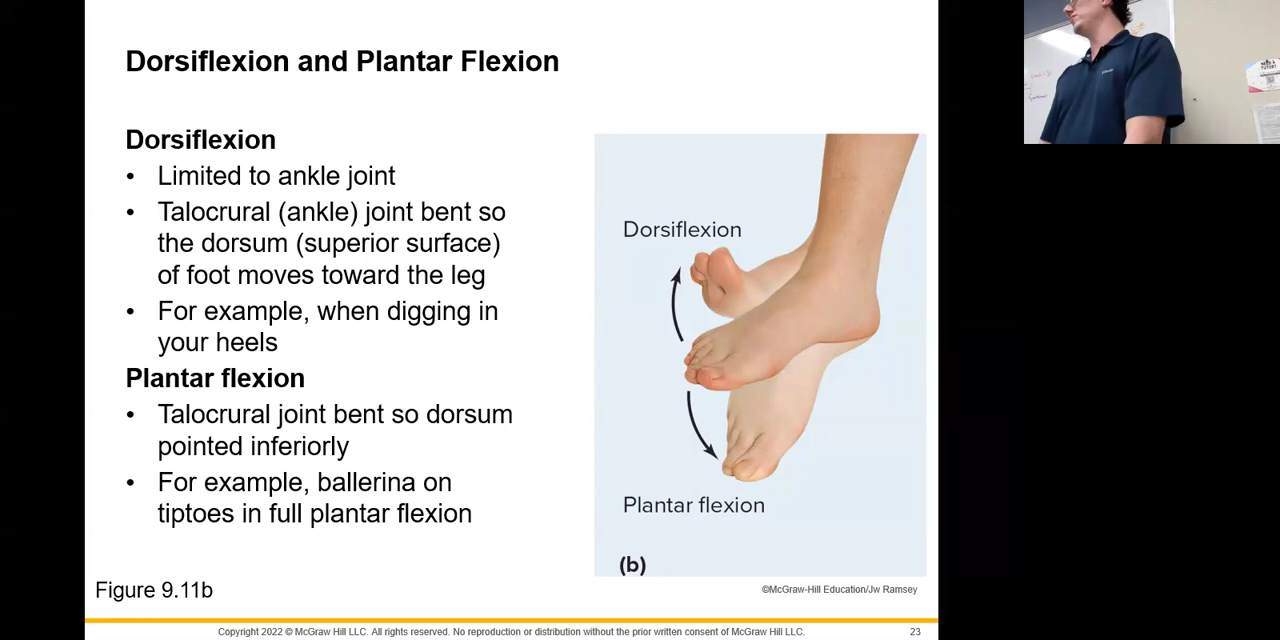 Dorsiflexion and Plantar Flexion
Dorsiflexion
• Limited to ankle joint
• Talocrural (ankle) joint bent so
the dorsum (superior surface)
of foot moves toward the leg
• For example, when digging in
your heels
Plantar flexion
• Talocrural joint bent so dorsum
pointed inferiorly
• For example, ballerina on
tiptoes in full plantar flexion
Figure 9.11b
Dorsiflexion
Plantar flexion
(b)
©McGraw-Hill Education/Jw Ramsey
Copyright 2022 © McGraw Hill LLC. All rights reserved. No reproduction or distribution without the prior written consent of McGraw Hill LLC.
23
NEED A
TUTOR?